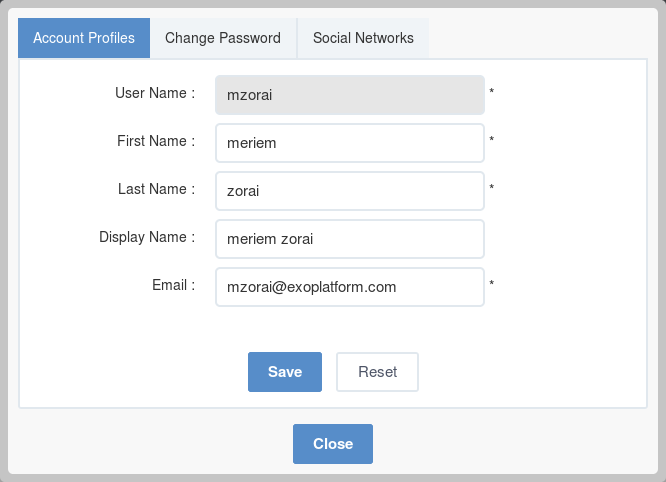 Account Profiles Change Password Social Networks
User Name : mzorai *
First Name : meriem *
Last Name : zorai *
Display Name : meriem zorai
Email : mzorai@exoplatform.com *
Save Reset
Close